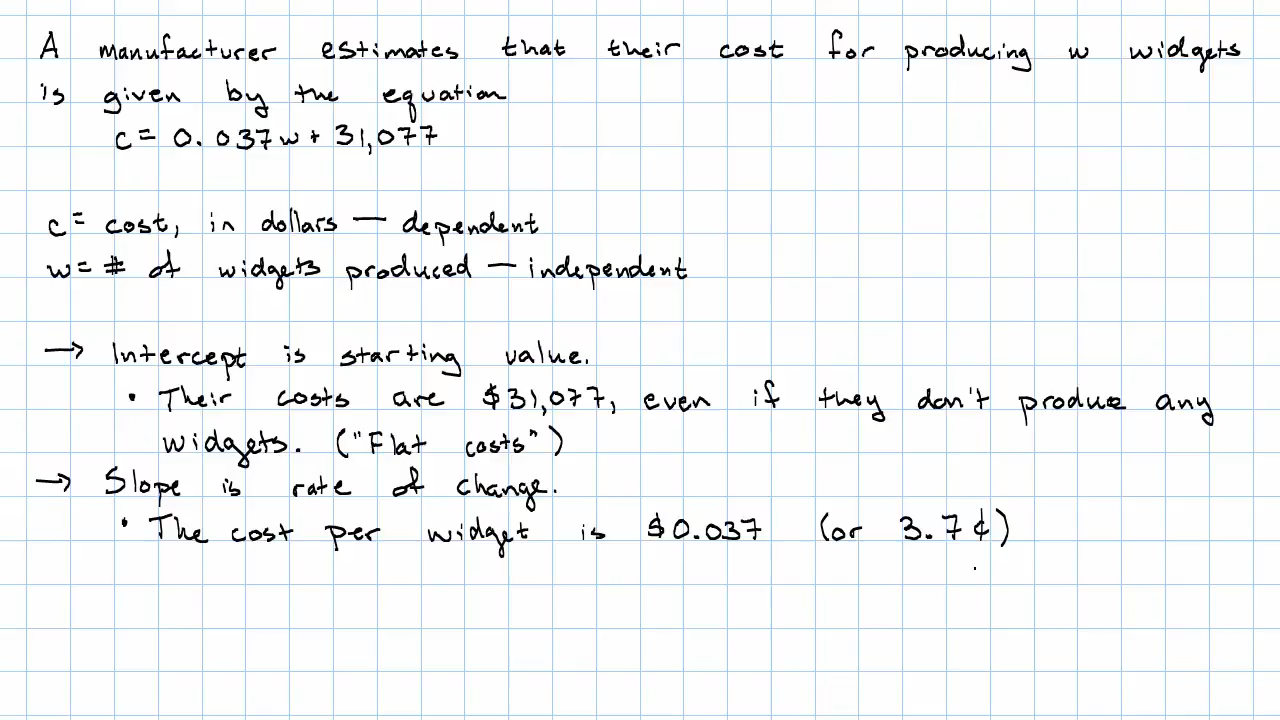 A manufacturer estimates that their cost for producing w widgets
is given by the equation
c = 0.037w + 31,077
c = cost, in dollars — dependent
w = # of widgets produced — independent
→ Intercept is starting value.
• Their costs are $31,077, even if they don't produce any
widgets. ("Flat costs")
→ Slope is rate of change.
• The cost per widget is $0.037 (or 3.7¢)